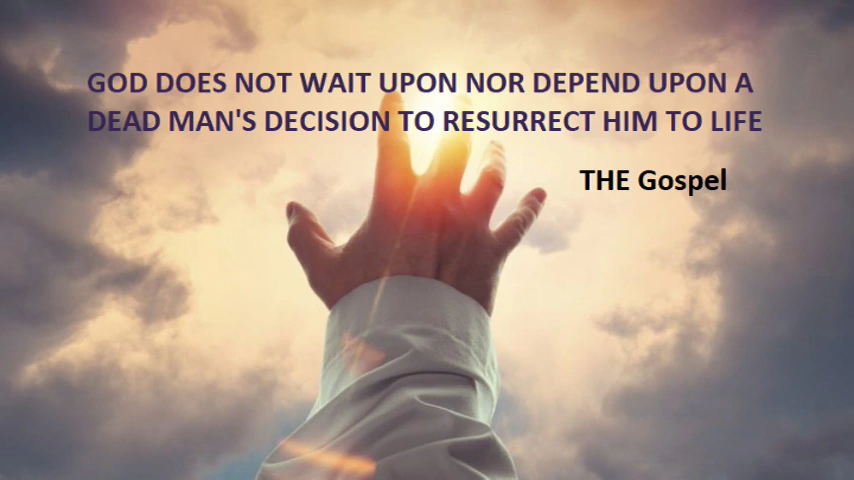 GOD DOES NOT WAIT UPON NOR DEPEND UPON A
DEAD MAN'S DECISION TO RESURRECT HIM TO LIFE
THE Gospel